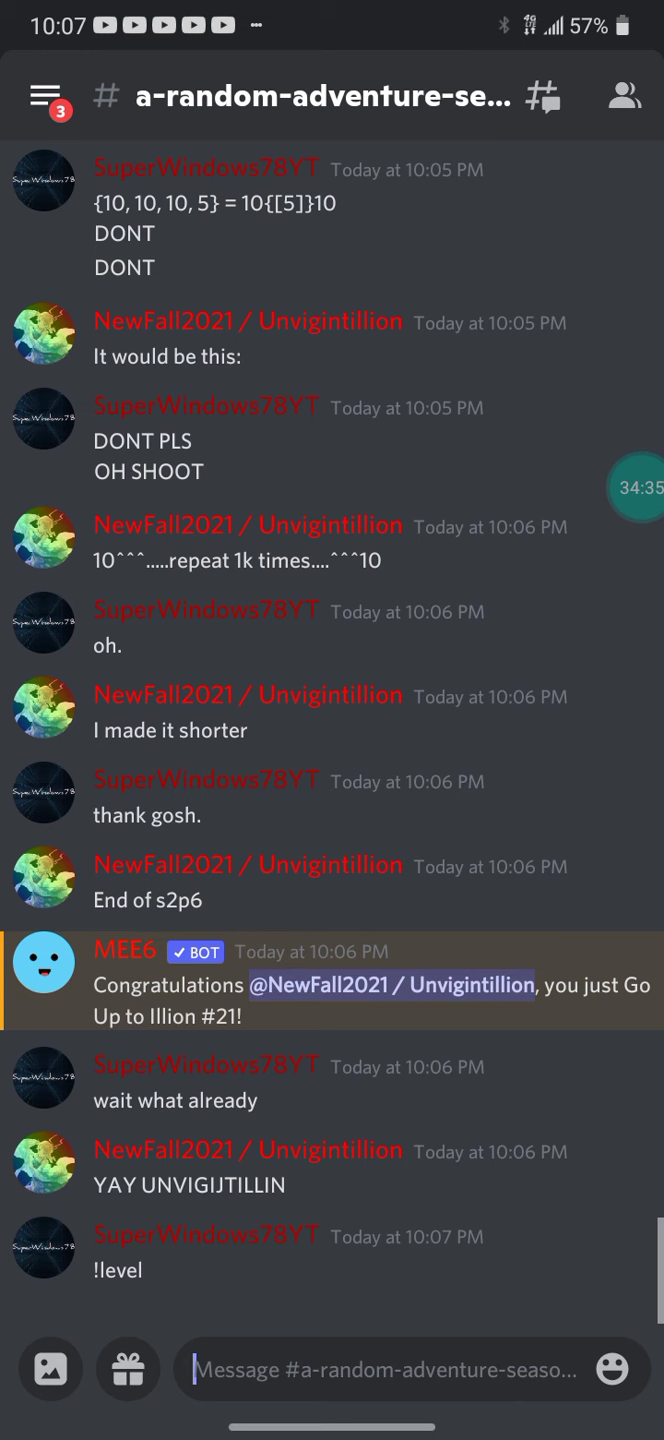 10:07 57%
3
# a-random-adventure-se...
SuperWindows78YT Today at 10:05 PM
{10, 10, 10, 5} = 10{[5]}10
DONT
DONT
NewFall2021 / Unvigintillion Today at 10:05 PM
It would be this:
SuperWindows78YT Today at 10:05 PM
DONT PLS
OH SHOOT
34:35
NewFall2021 / Unvigintillion Today at 10:06 PM
10^^^.....repeat 1k times....^^^10
SuperWindows78YT Today at 10:06 PM
oh.
NewFall2021 / Unvigintillion Today at 10:06 PM
I made it shorter
SuperWindows78YT Today at 10:06 PM
thank gosh.
NewFall2021 / Unvigintillion Today at 10:06 PM
End of s2p6
MEE6 ✓ BOT Today at 10:06 PM
Congratulations @NewFall2021 / Unvigintillion, you just Go
Up to Illion #21!
SuperWindows78YT Today at 10:06 PM
wait what already
NewFall2021 / Unvigintillion Today at 10:06 PM
YAY UNVIGIJTILLIN
SuperWindows78YT Today at 10:07 PM
!level
Message #a-random-adventure-seaso...